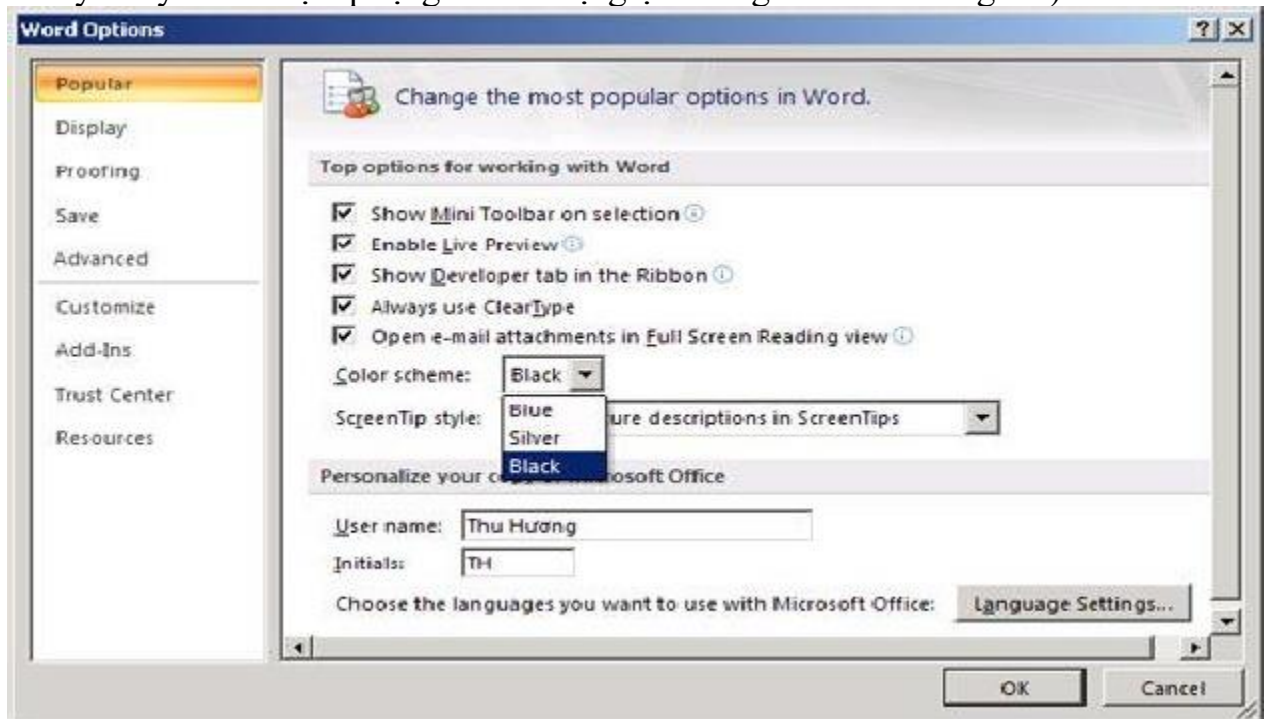 Word Options
Popular
Display
Proofing
Save
Advanced
Customize
Add-Ins
Trust Center
Resources
Change the most popular options in Word.
Top options for working with Word
Show Mini Toolbar on selection
Enable Live Preview
Show Developer tab in the Ribbon
Always use ClearType
Open e-mail attachments in Full Screen Reading view
Color scheme: Black
Blue
Silver
Black
ScreenTip style: ure descriptions in ScreenTips
Personalize your c osoft Office
User name: Thu Hương
Initials: TH
Choose the languages you want to use with Microsoft Office: Language Settings...
OK Cancel